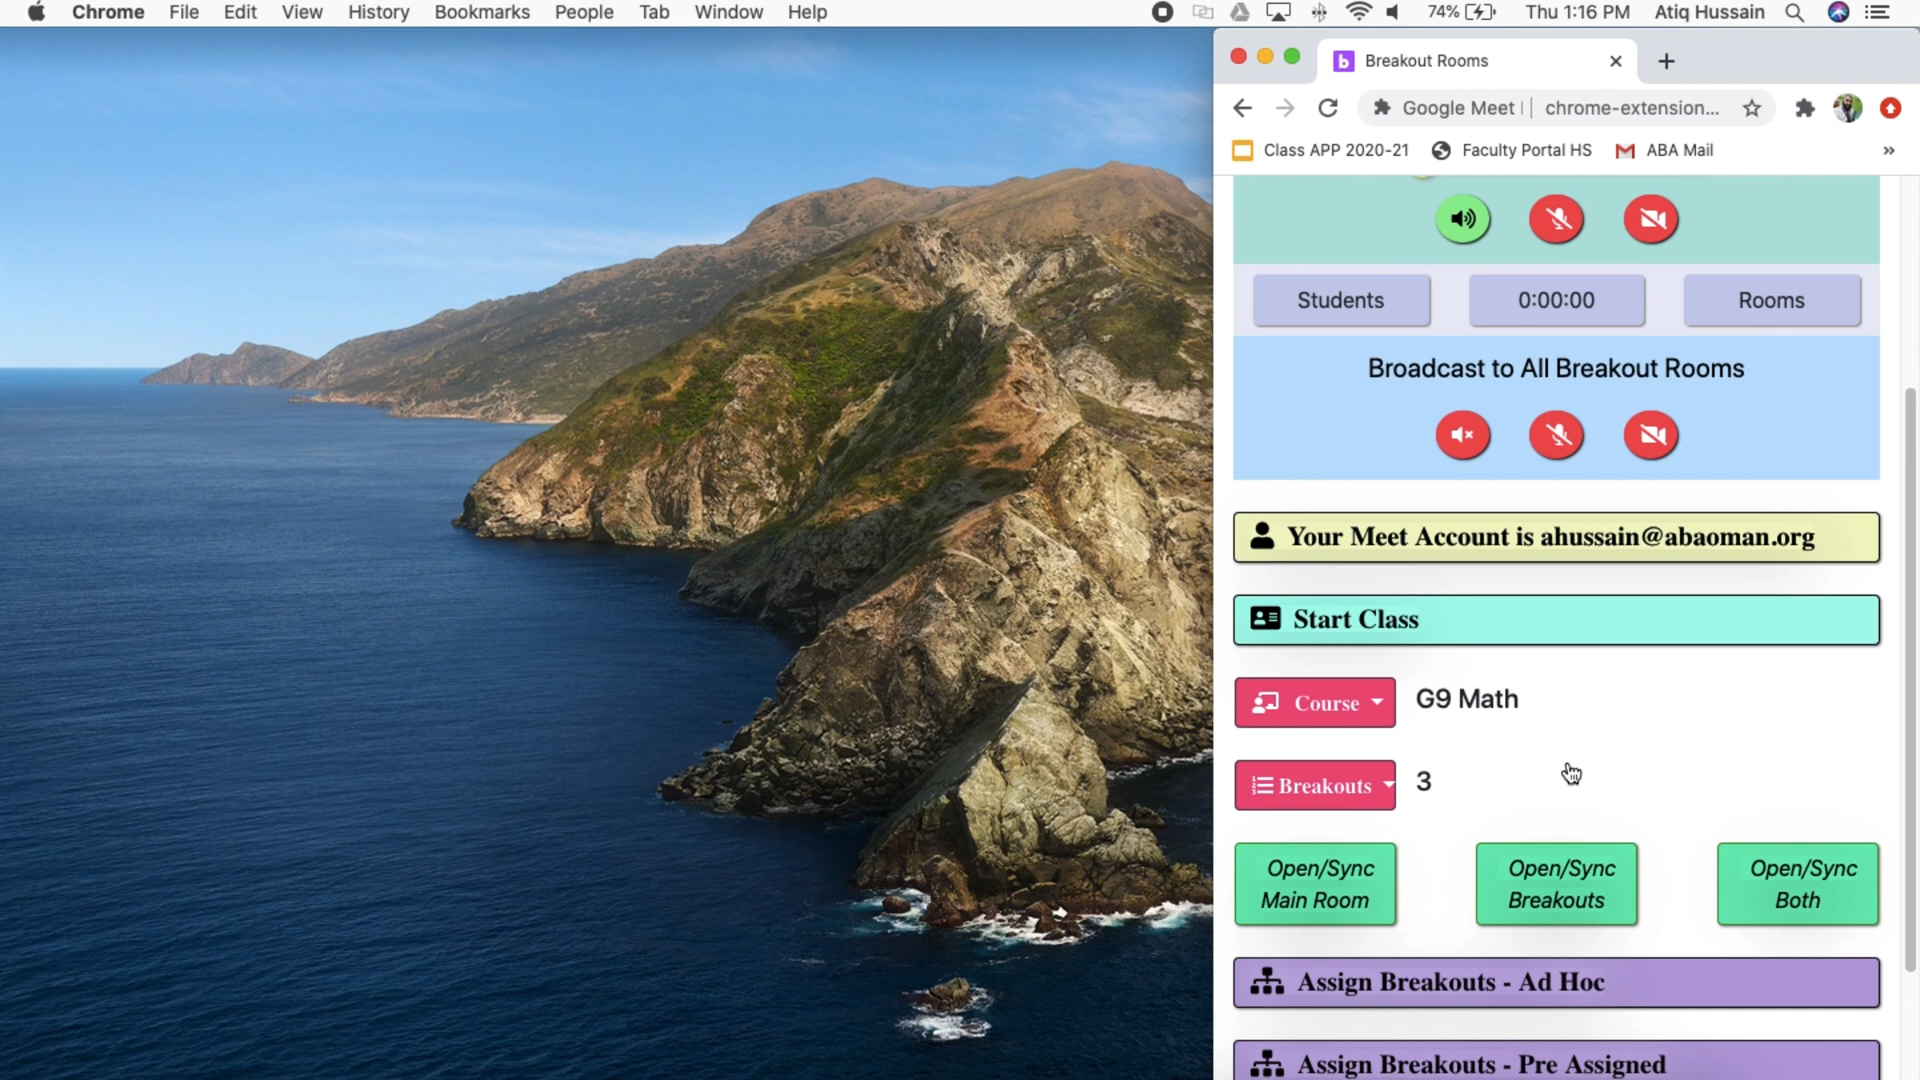 Chrome File Edit View History Bookmarks People Tab Window Help 74% Thu 1:16 PM Atiq Hussain
b Breakout Rooms
Google Meet | chrome-extension...
Class APP 2020-21 Faculty Portal HS ABA Mail »
Students 0:00:00 Rooms
Broadcast to All Breakout Rooms
Your Meet Account is ahussain@abaoman.org
Start Class
Course G9 Math
Breakouts 3
Open/Sync Open/Sync Open/Sync
Main Room Breakouts Both
Assign Breakouts - Ad Hoc
Assign Breakouts - Pre Assigned